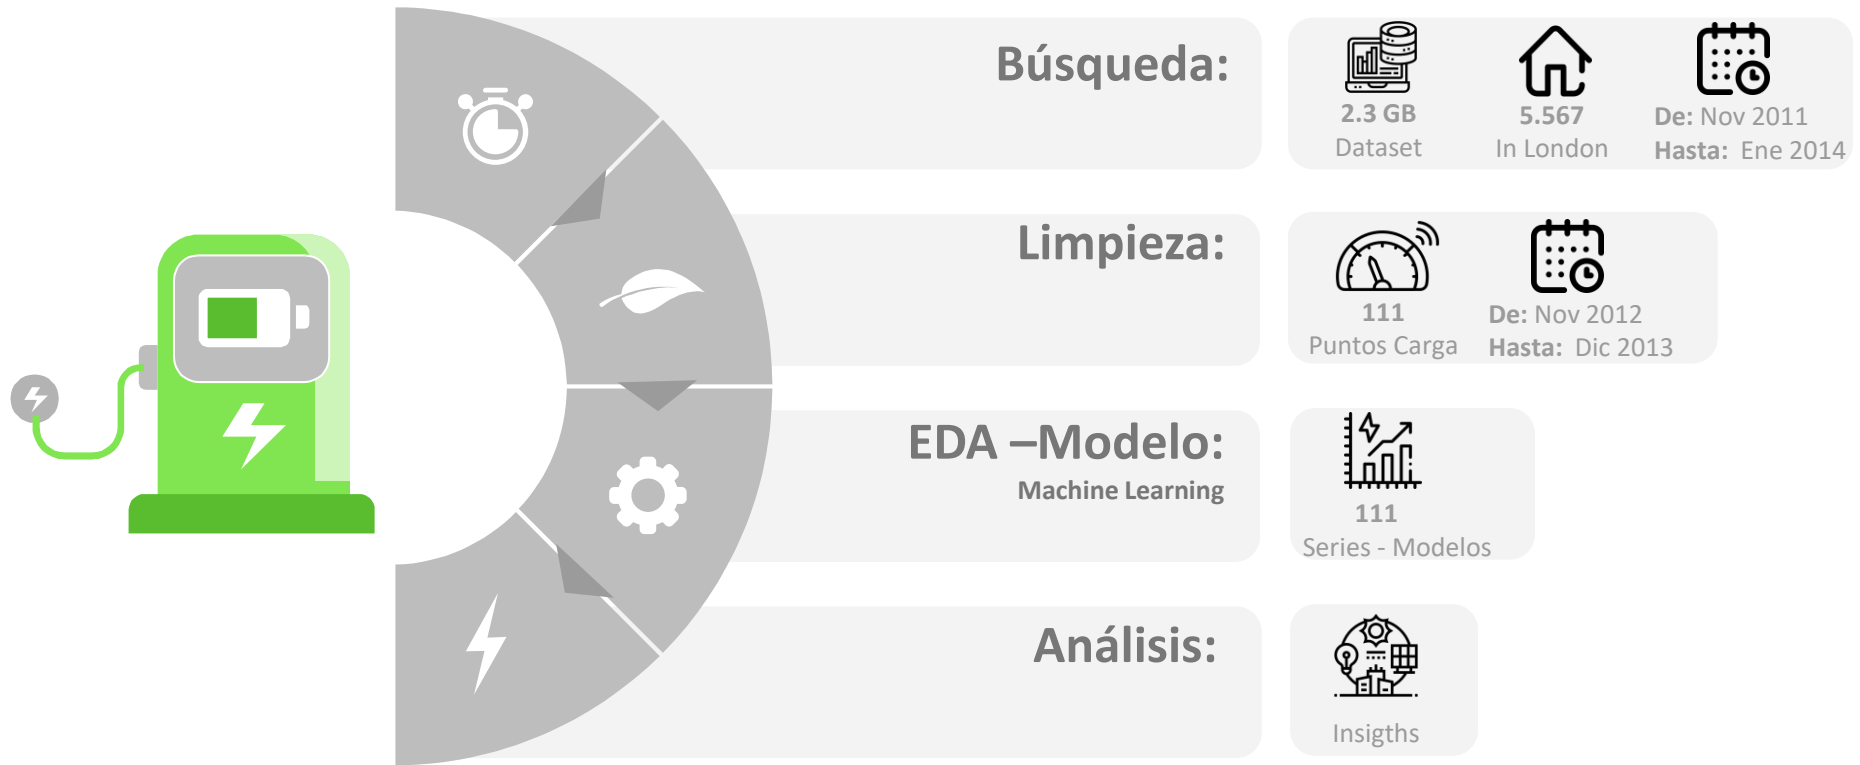 Búsqueda:
2.3 GB
Dataset
5.567
In London
De: Nov 2011
Hasta: Ene 2014
Limpieza:
111
Puntos Carga
De: Nov 2012
Hasta: Dic 2013
EDA –Modelo:
Machine Learning
111
Series - Modelos
Análisis:
Insigths